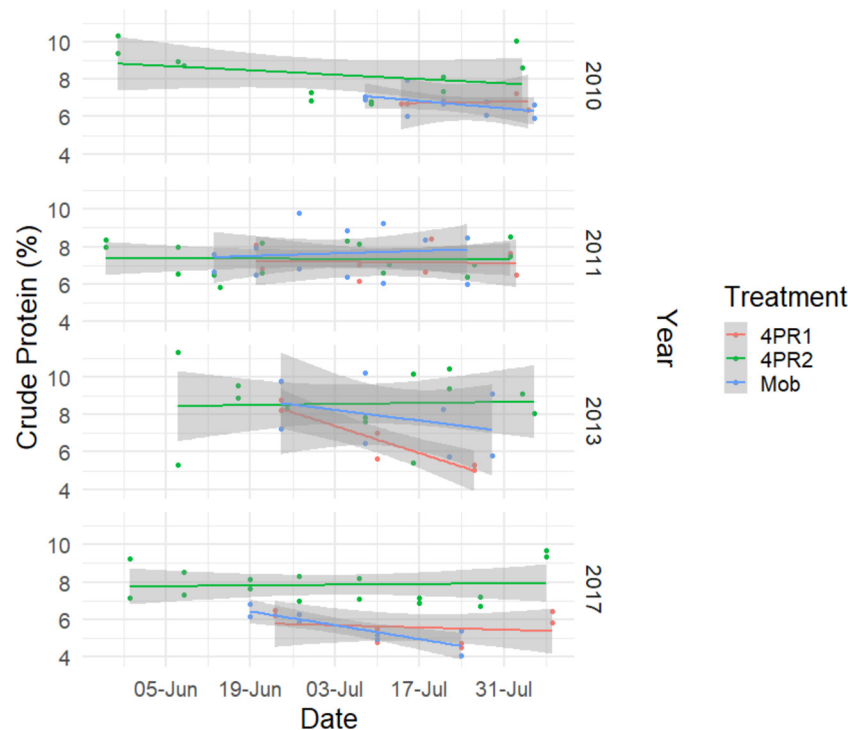 10
8
6
4
2010
10
8
6
4
2011
10
8
6
4
2013
10
8
6
4
2017
Crude Protein (%)
Year
Treatment
4PR1
4PR2
Mob
05-Jun 19-Jun 03-Jul 17-Jul 31-Jul
Date